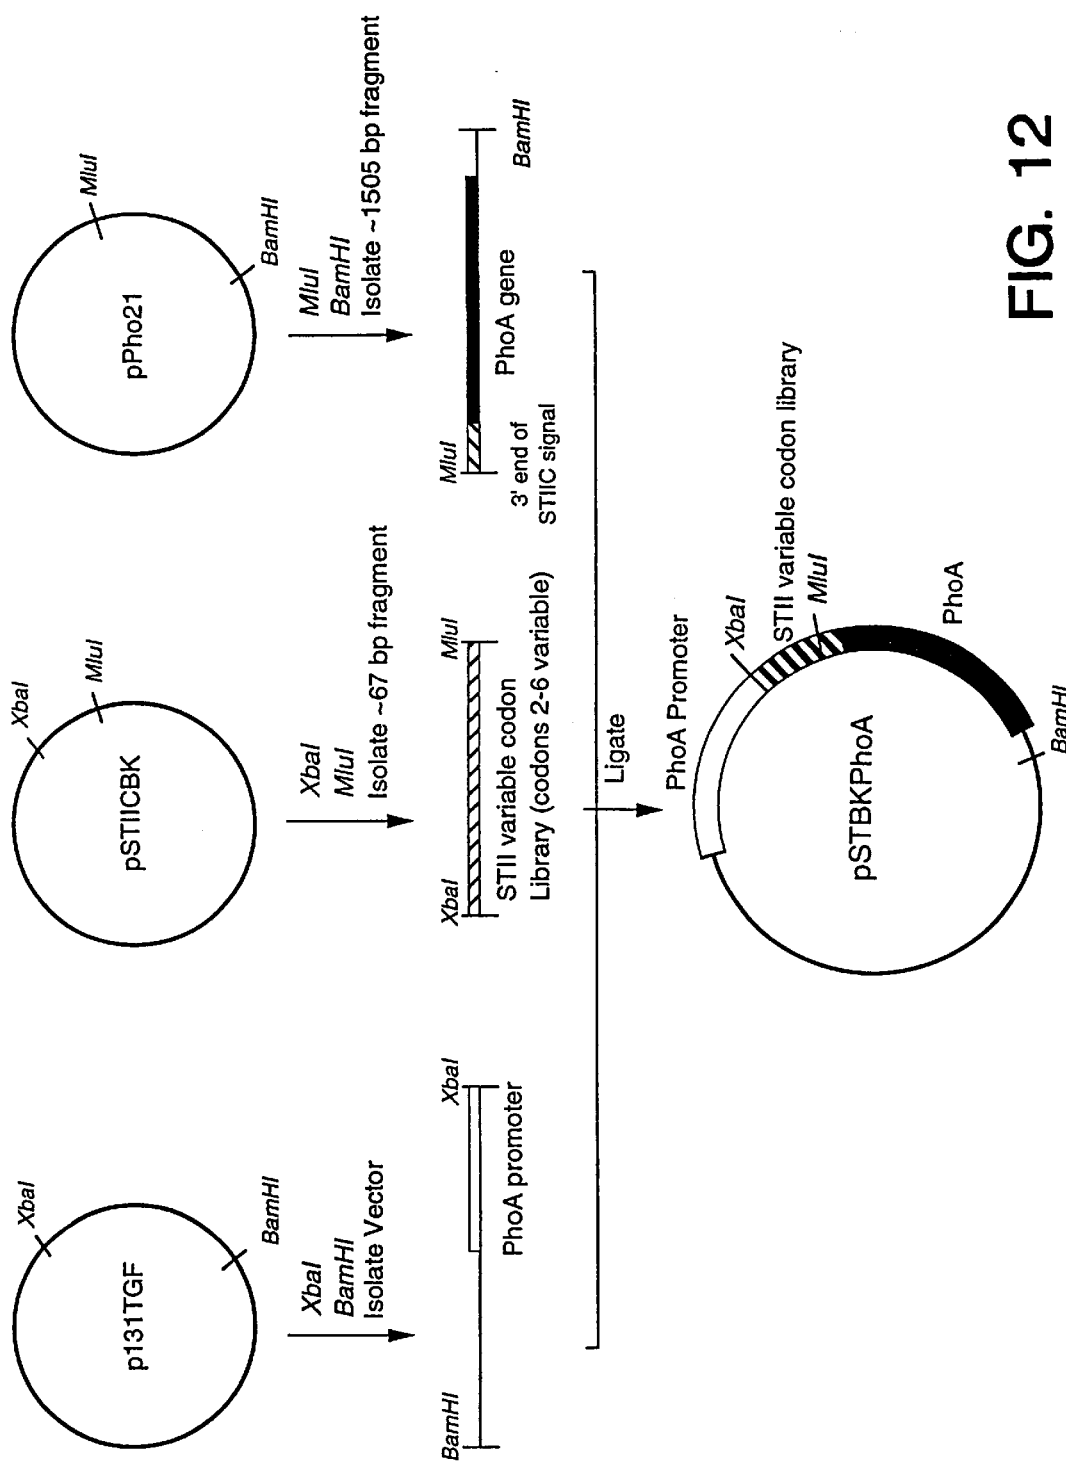 p131TGF
XbaI
BamHI
XbaI
BamHI
Isolate Vector
BamHI
XbaI
PhoA promoter
pSTIICBK
XbaI
MluI
XbaI
MluI
Isolate ~67 bp fragment
XbaI
MluI
STII variable codon
Library (codons 2-6 variable)
pPho21
MluI
BamHI
MluI
BamHI
Isolate ~1505 bp fragment
MluI
BamHI
3' end of
STIIC signal
PhoA gene
Ligate
pSTBKPhoA
PhoA Promoter
XbaI
STII variable codon library
MluI
PhoA
BamHI
FIG. 12